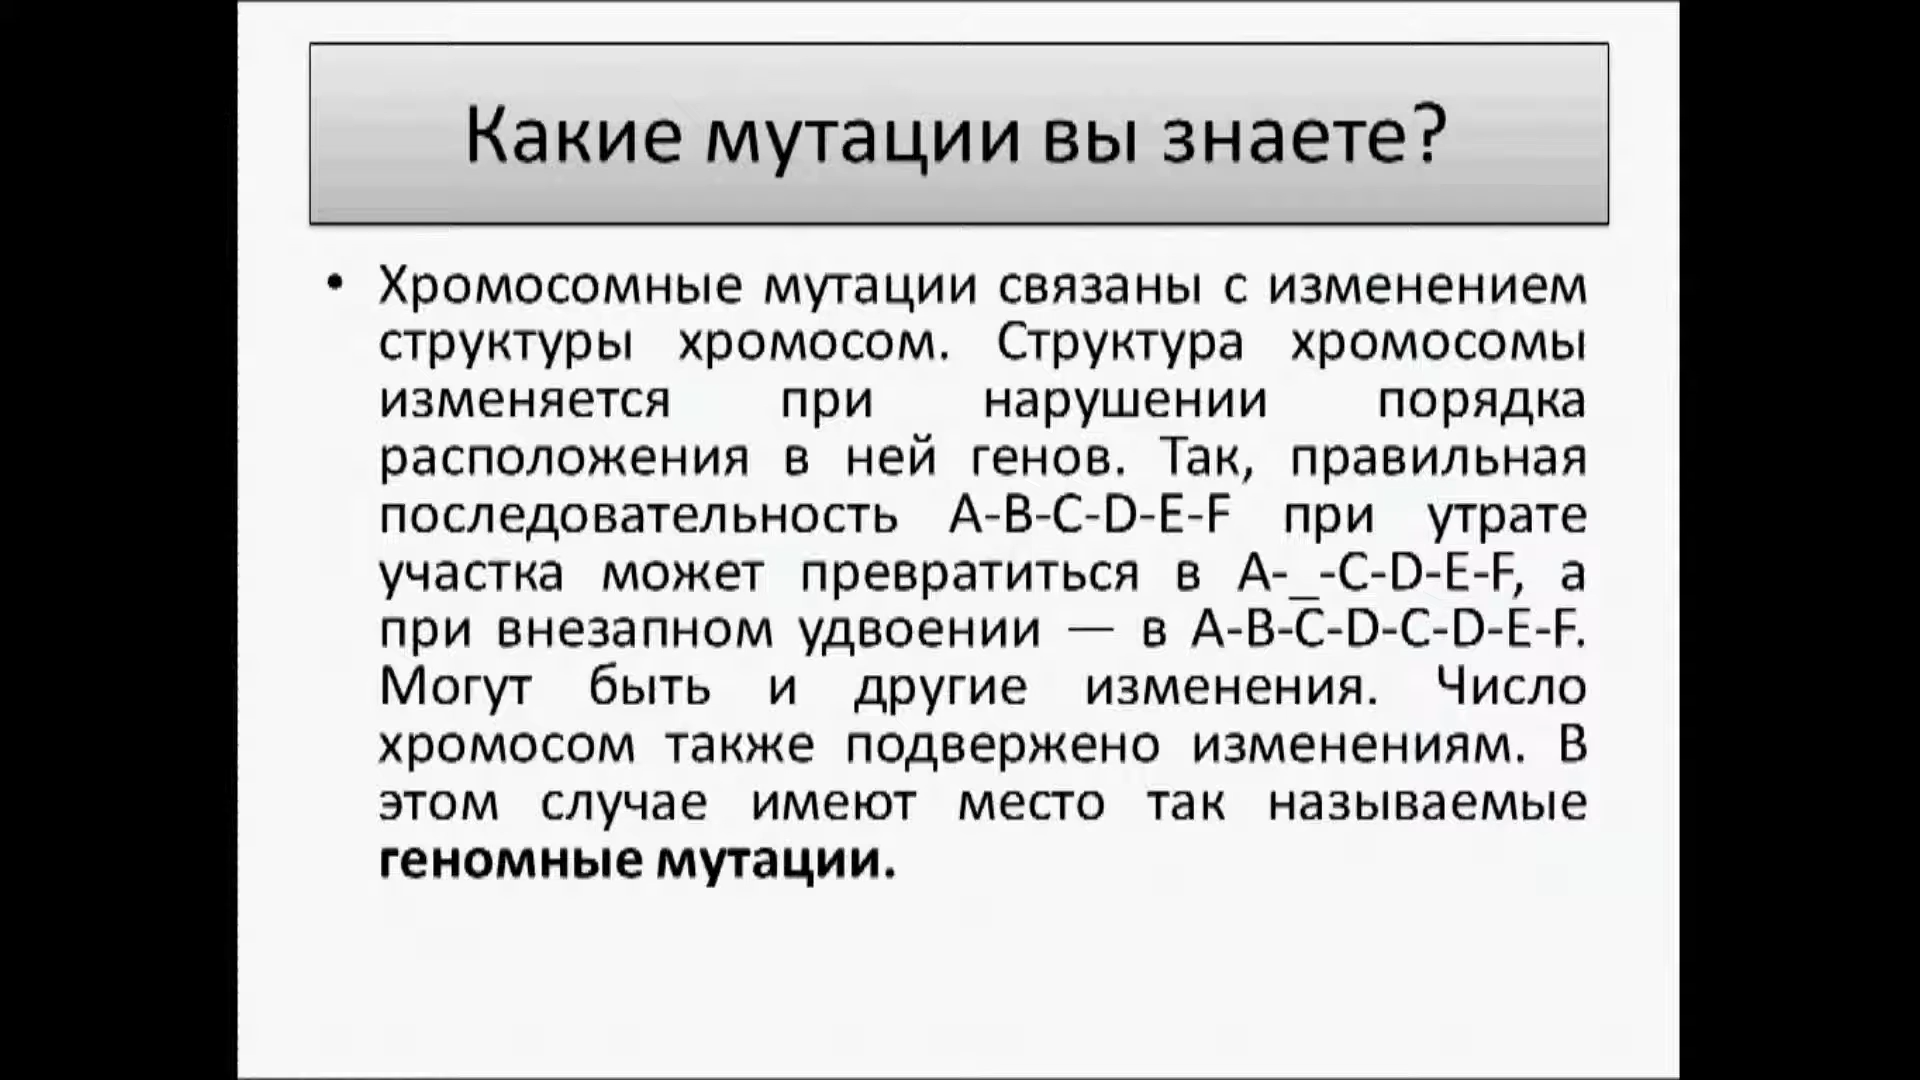 Какие мутации вы знаете?
• Хромосомные мутации связаны с изменением
структуры хромосом. Структура хромосомы
изменяется при нарушении порядка
расположения в ней генов. Так, правильная
последовательность A-B-C-D-E-F при утрате
участка может превратиться в A-_-C-D-E-F, а
при внезапном удвоении — в A-B-C-D-C-D-E-F.
Могут быть и другие изменения. Число
хромосом также подвержено изменениям. В
этом случае имеют место так называемые
геномные мутации.